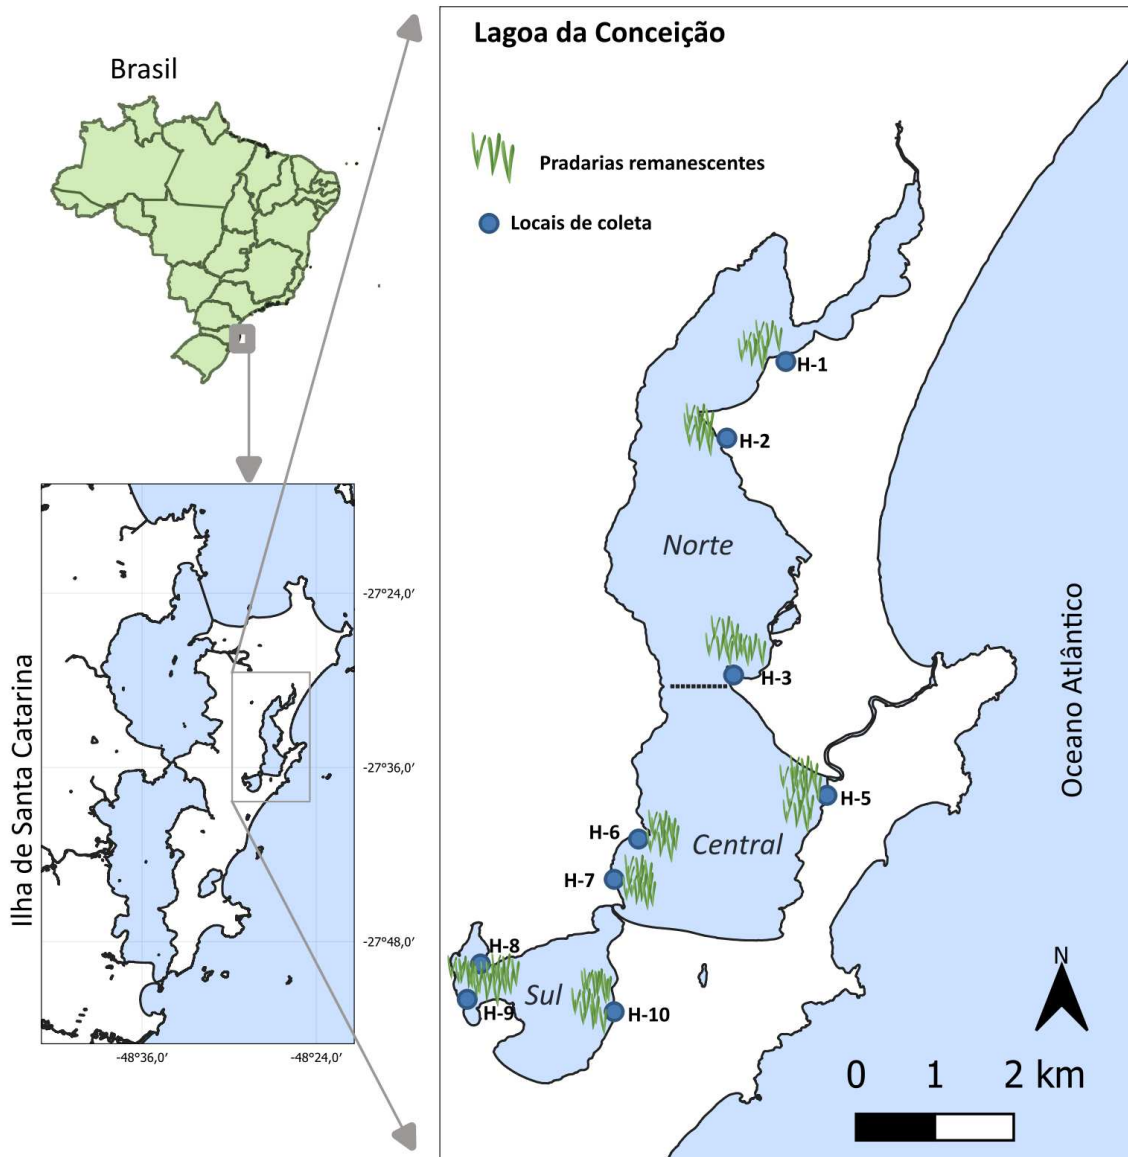 Lagoa da Conceição
Brasil
Pradarias remanescentes
Locais de coleta
H-1
H-2
Norte
H-3
H-5
H-6
Central
H-7
H-8
Sul
H-9
H-10
Oceano Atlântico
N
0 1 2 km
Ilha de Santa Catarina
-27°24,0'
-27°36,0'
-27°48,0'
-48°36,0'
-48°24,0'